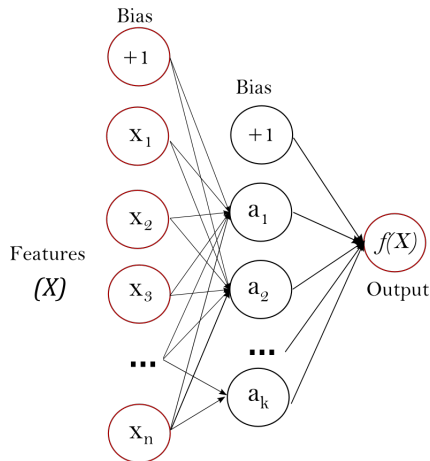 Bias
+1
x1
x2
x3
...
xn
Features
(X)
Bias
+1
a1
a2
...
ak
f(X)
Output